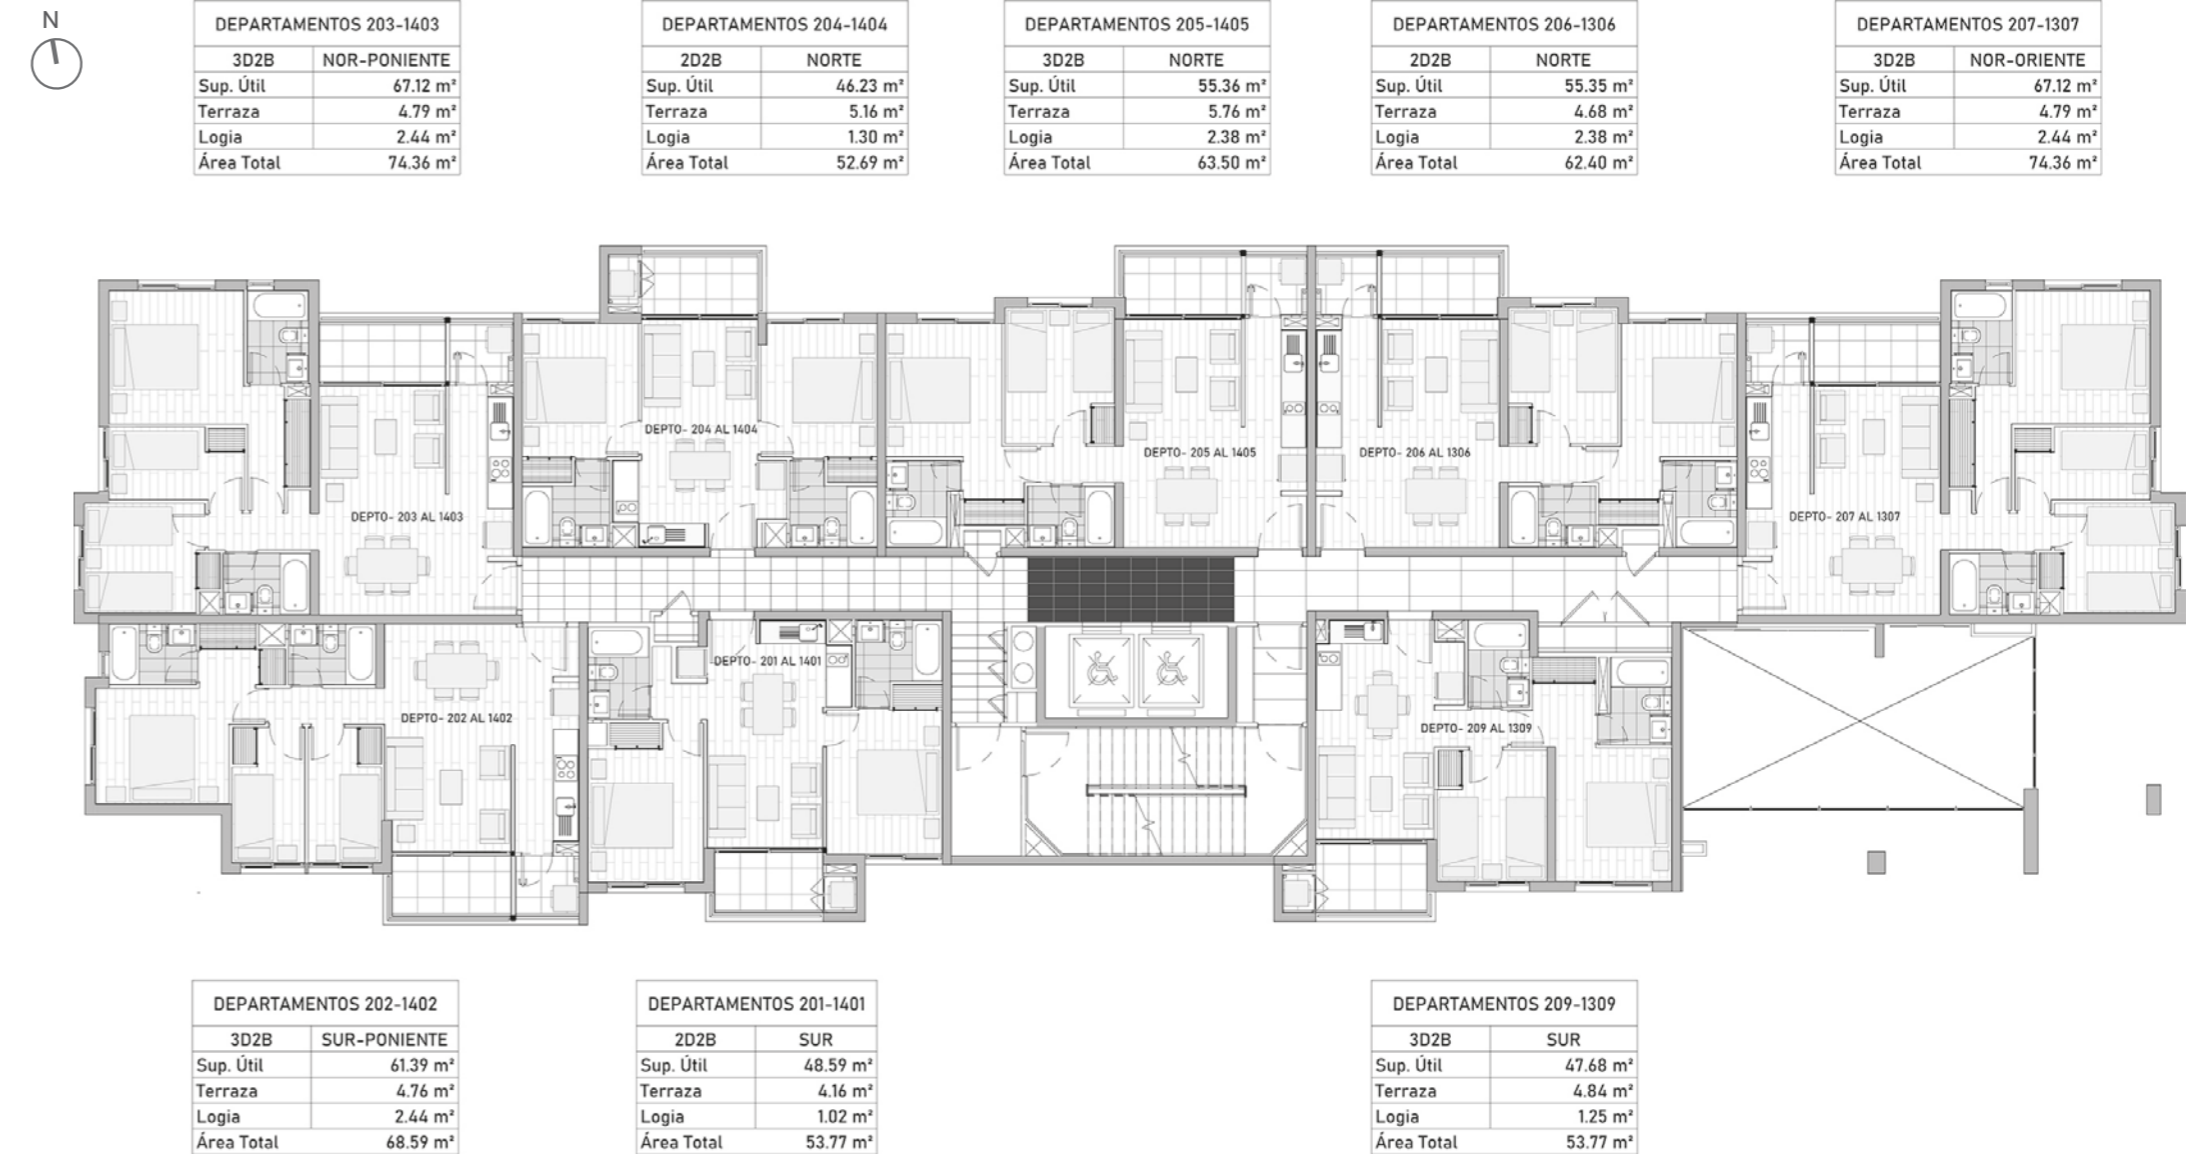 N
DEPARTAMENTOS 203-1403
3D2B NOR-PONIENTE
Sup. Útil 67.12 m²
Terraza 4.79 m²
Logia 2.44 m²
Área Total 74.36 m²
DEPARTAMENTOS 204-1404
2D2B NORTE
Sup. Útil 46.23 m²
Terraza 5.16 m²
Logia 1.30 m²
Área Total 52.69 m²
DEPARTAMENTOS 205-1405
3D2B NORTE
Sup. Útil 55.36 m²
Terraza 5.76 m²
Logia 2.38 m²
Área Total 63.50 m²
DEPARTAMENTOS 206-1306
2D2B NORTE
Sup. Útil 55.35 m²
Terraza 4.68 m²
Logia 2.38 m²
Área Total 62.40 m²
DEPARTAMENTOS 207-1307
3D2B NOR-ORIENTE
Sup. Útil 67.12 m²
Terraza 4.79 m²
Logia 2.44 m²
Área Total 74.36 m²
DEPTO- 203 AL 1403
DEPTO- 204 AL 1404
DEPTO- 205 AL 1405
DEPTO- 206 AL 1306
DEPTO- 207 AL 1307
DEPTO- 202 AL 1402
DEPTO- 201 AL 1401
DEPTO- 209 AL 1309
DEPARTAMENTOS 202-1402
3D2B SUR-PONIENTE
Sup. Útil 61.39 m²
Terraza 4.76 m²
Logia 2.44 m²
Área Total 68.59 m²
DEPARTAMENTOS 201-1401
2D2B SUR
Sup. Útil 48.59 m²
Terraza 4.16 m²
Logia 1.02 m²
Área Total 53.77 m²
DEPARTAMENTOS 209-1309
3D2B SUR
Sup. Útil 47.68 m²
Terraza 4.84 m²
Logia 1.25 m²
Área Total 53.77 m²